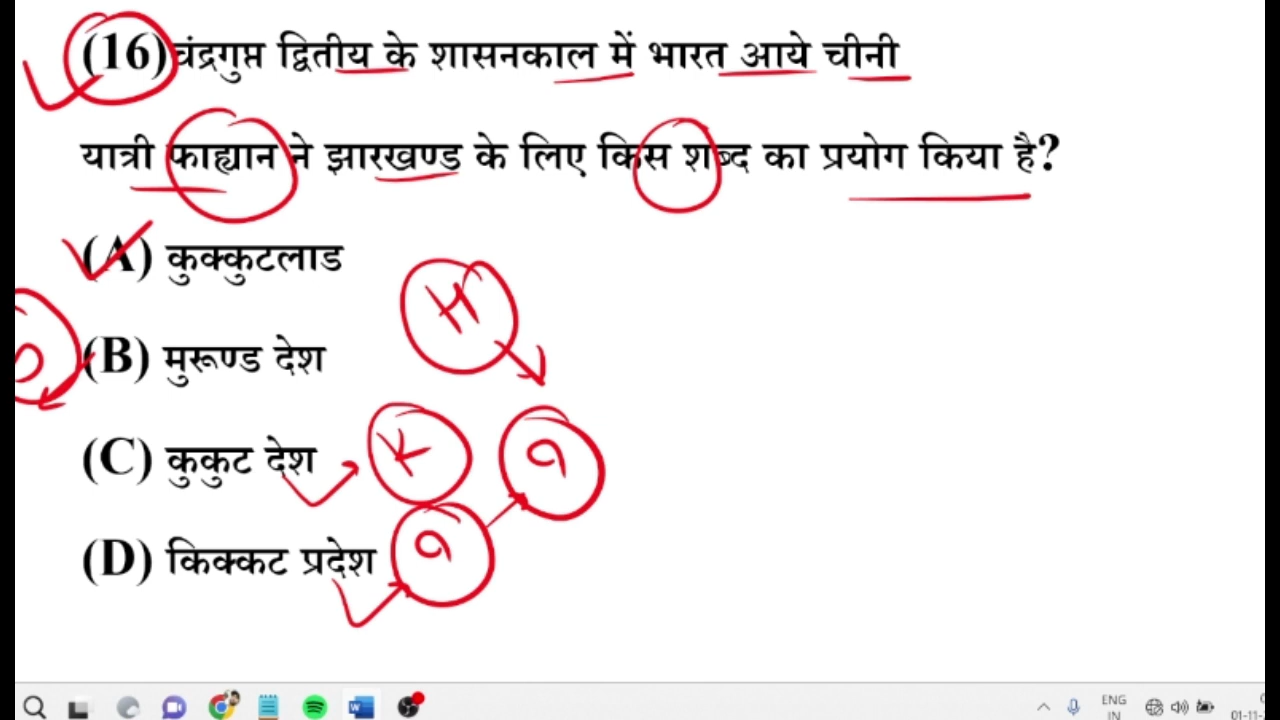 (16) चंद्रगुप्त द्वितीय के शासनकाल में भारत आये चीनी
यात्री फाह्यान ने झारखण्ड के लिए किस शब्द का प्रयोग किया है?
(A) कुक्कुटलाड
(B) मुरूण्ड देश
(C) कुकुट देश
(D) किक्कट प्रदेश
H
K
ENG
IN